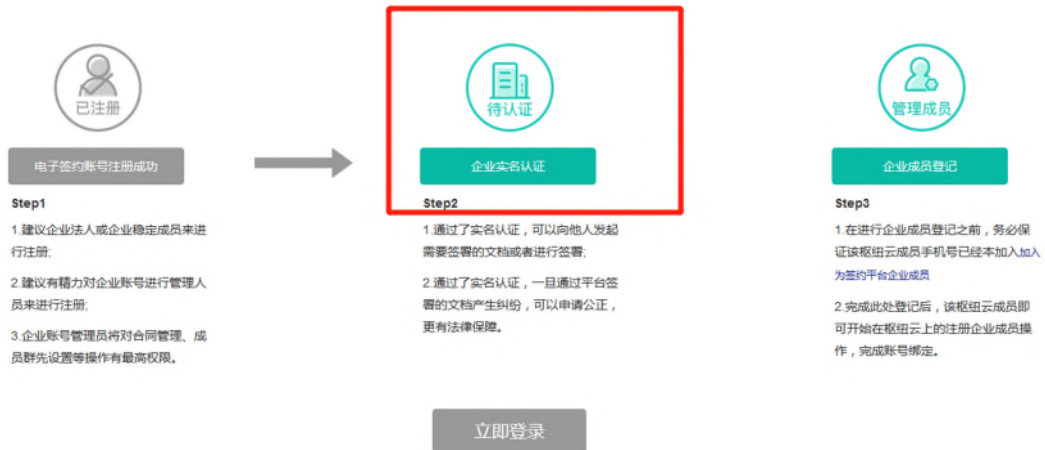 已注册
电子签约账号注册成功
Step1
1.建议企业法人或企业稳定成员来进
行注册;
2.建议有精力对企业账号进行管理人
员来进行注册;
3.企业账号管理员将对合同管理、成
员群先设置等操作有最高权限。
待认证
企业实名认证
Step2
1.通过了实名认证，可以向他人发起
需要签署的文档或者进行签署;
2.通过了实名认证，一旦通过平台签
署的文档产生纠纷，可以申请公正，
更有法律保障。
管理成员
企业成员登记
Step3
1.在进行企业成员登记之前，务必保
证该枢纽云成员手机号已经本加入加入
为签约平台企业成员
2.完成此处登记后，该枢纽云成员即
可开始在枢纽云上的注册企业成员操
作，完成账号绑定。
立即登录